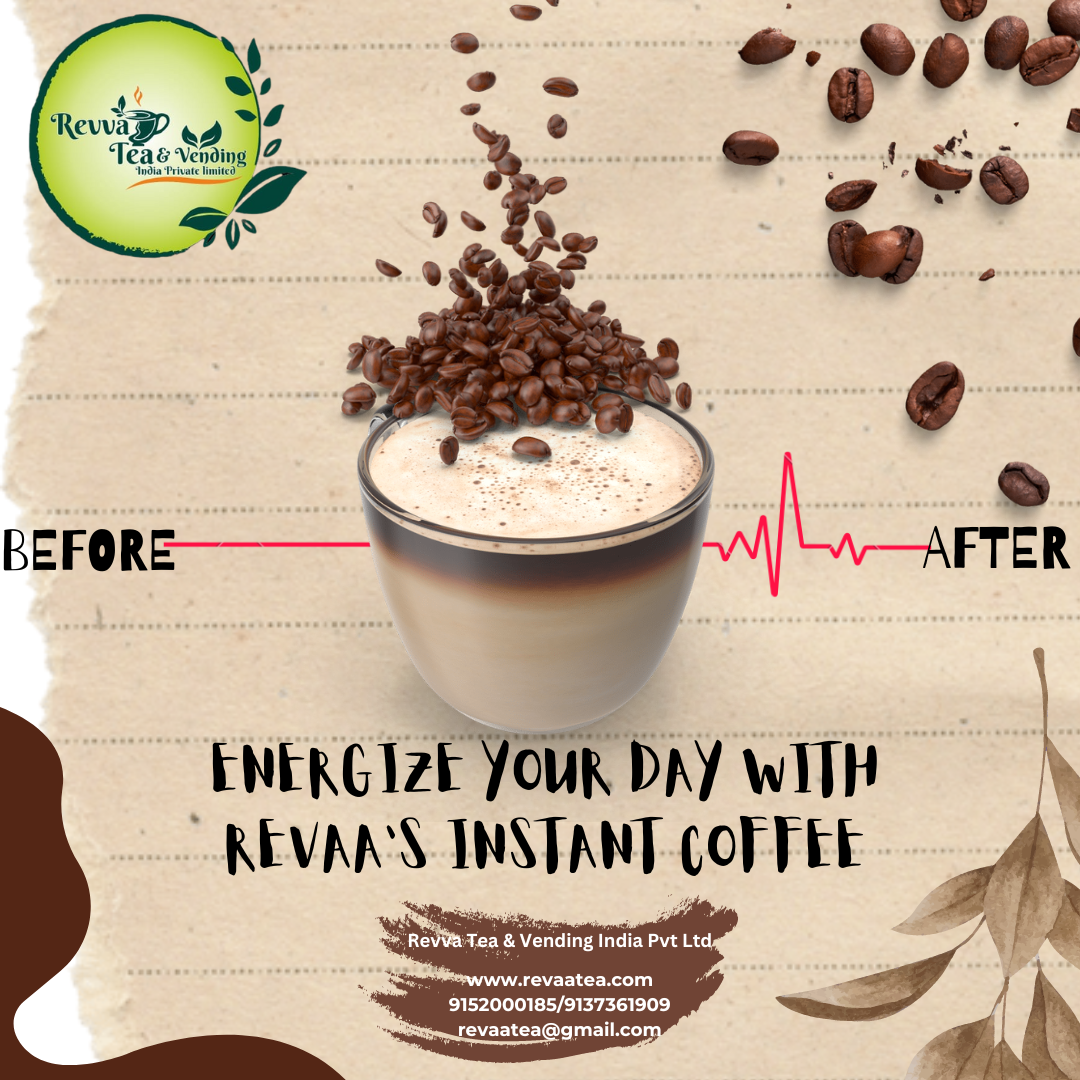 Revva
Tea & Vending
India Private limited
BEFORE
AFTER
ENERGIZE YOUR DAY WITH
REVAA'S INSTANT COFFEE
Revva Tea & Vending India Pvt Ltd
www.revaatea.com
9152000185/9137361909
revaatea@gmail.com